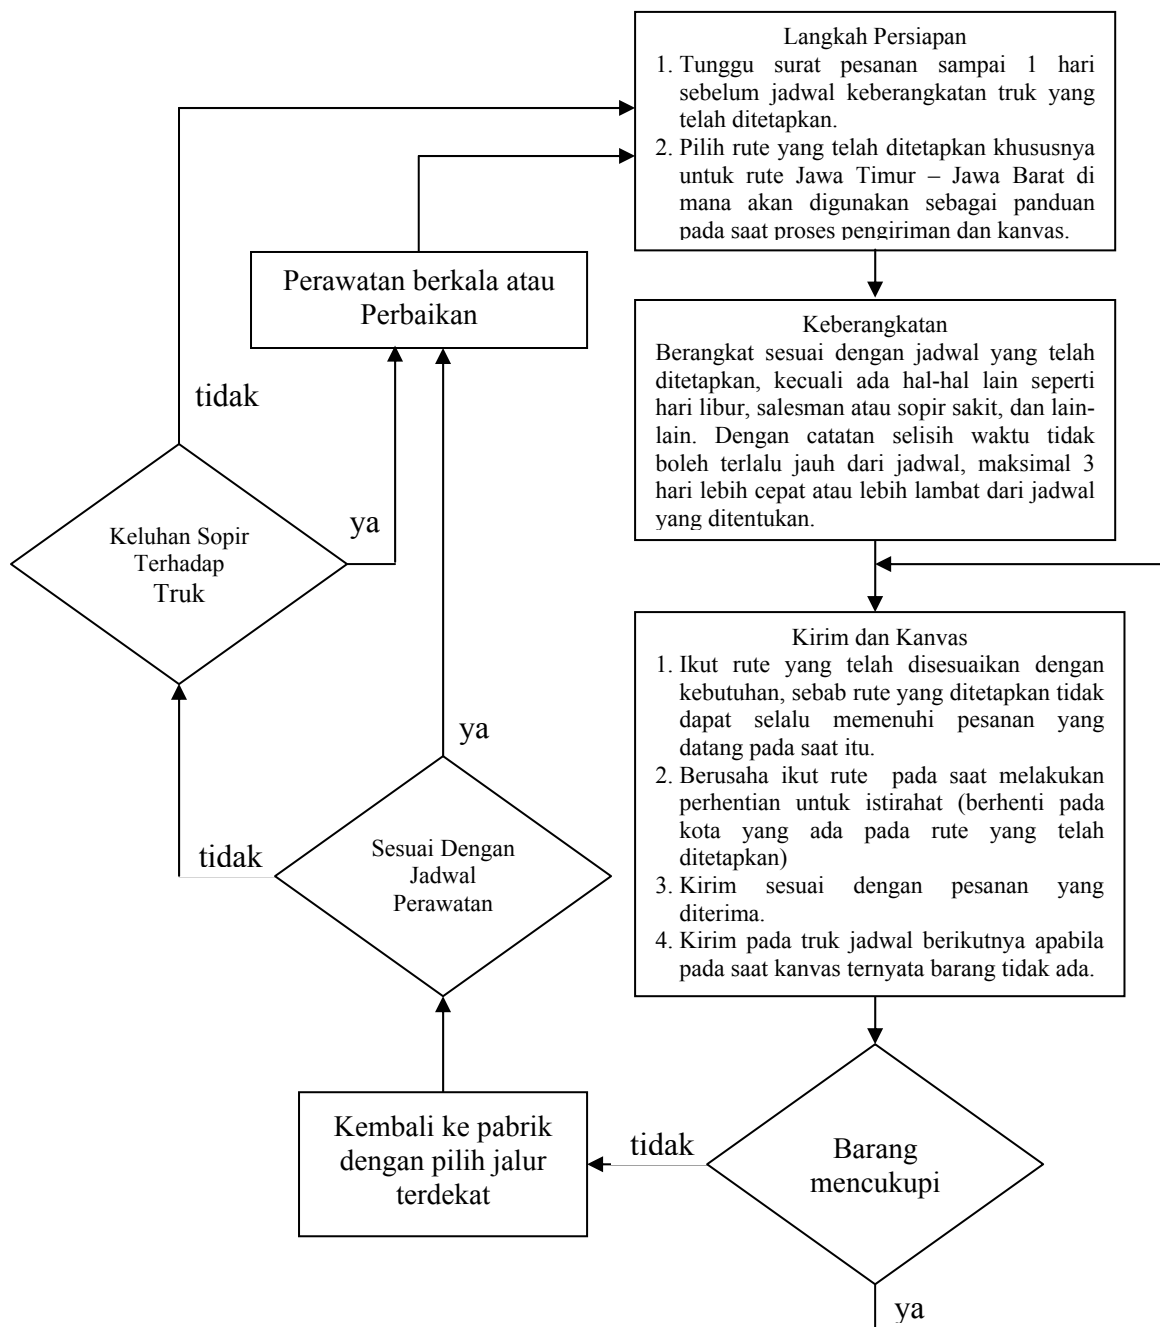 Langkah Persiapan
1. Tunggu surat pesanan sampai 1 hari
sebelum jadwal keberangkatan truk yang
telah ditetapkan.
2. Pilih rute yang telah ditetapkan khususnya
untuk rute Jawa Timur – Jawa Barat di
mana akan digunakan sebagai panduan
pada saat proses pengiriman dan kanvas.
Perawatan berkala atau
Perbaikan
Keberangkatan
Berangkat sesuai dengan jadwal yang telah
ditetapkan, kecuali ada hal-hal lain seperti
hari libur, salesman atau sopir sakit, dan lain-
lain. Dengan catatan selisih waktu tidak
boleh terlalu jauh dari jadwal, maksimal 3
hari lebih cepat atau lebih lambat dari jadwal
yang ditentukan.
tidak
ya
Keluhan Sopir
Terhadap
Truk
Kirim dan Kanvas
1. Ikut rute yang telah disesuaikan dengan
kebutuhan, sebab rute yang ditetapkan tidak
dapat selalu memenuhi pesanan yang
datang pada saat itu.
2. Berusaha ikut rute pada saat melakukan
perhentian untuk istirahat (berhenti pada
kota yang ada pada rute yang telah
ditetapkan)
3. Kirim sesuai dengan pesanan yang
diterima.
4. Kirim pada truk jadwal berikutnya apabila
pada saat kanvas ternyata barang tidak ada.
ya
tidak
Sesuai Dengan
Jadwal
Perawatan
Kembali ke pabrik
dengan pilih jalur
terdekat
tidak
Barang
mencukupi
ya